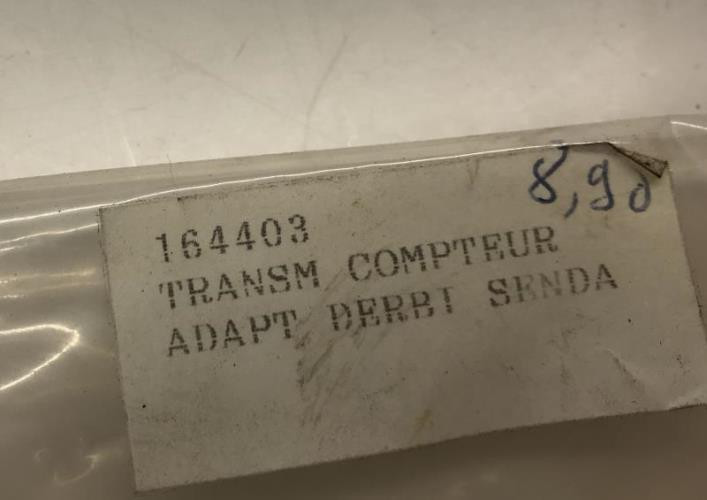 8,90
164403
TRANSM COMPTEUR
ADAPT. DERBI SENDA